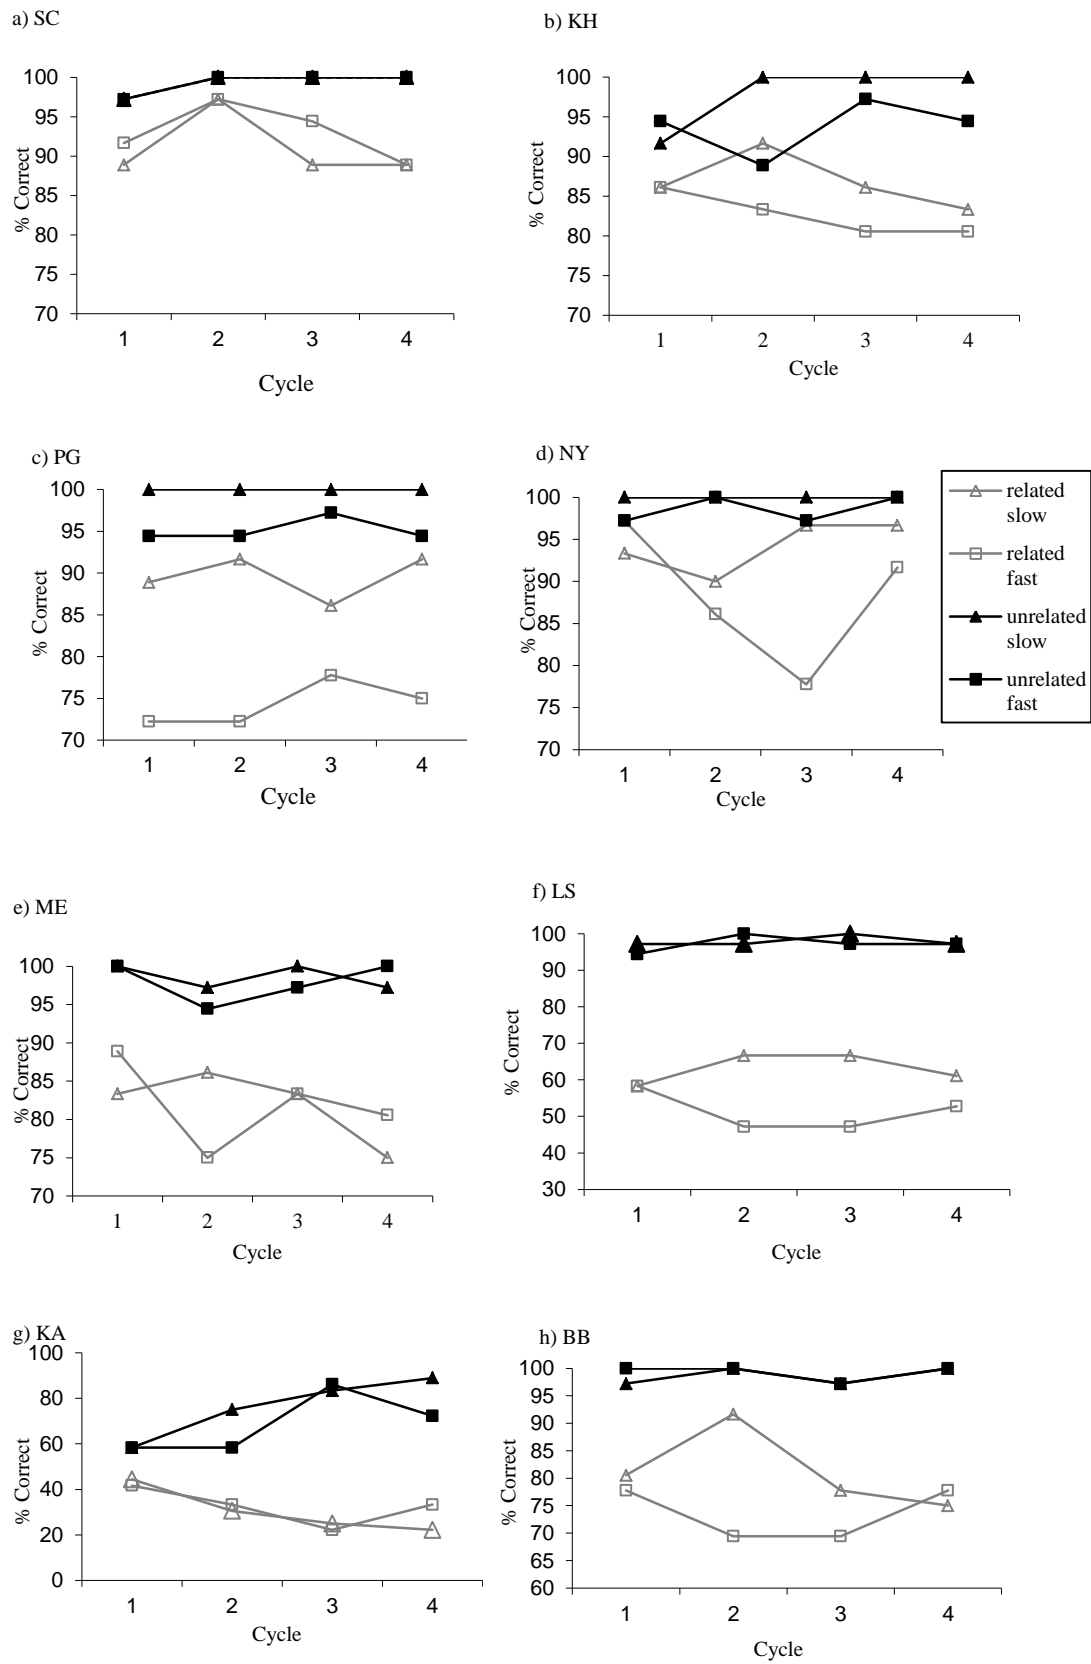 a) SC
100
95
90
85
80
75
70
% Correct
1 2 3 4
Cycle
b) KH
100
95
90
85
80
75
70
% Correct
1 2 3 4
Cycle
c) PG
100
95
90
85
80
75
70
% Correct
1 2 3 4
Cycle
d) NY
100
95
90
85
80
75
70
% Correct
1 2 3 4
Cycle
related
slow
related
fast
unrelated
slow
unrelated
fast
e) ME
100
95
90
85
80
75
70
% Correct
1 2 3 4
Cycle
f) LS
100
90
80
70
60
50
40
30
% Correct
1 2 3 4
Cycle
g) KA
100
80
60
40
20
0
% Correct
1 2 3 4
Cycle
h) BB
100
95
90
85
80
75
70
65
60
% Correct
1 2 3 4
Cycle